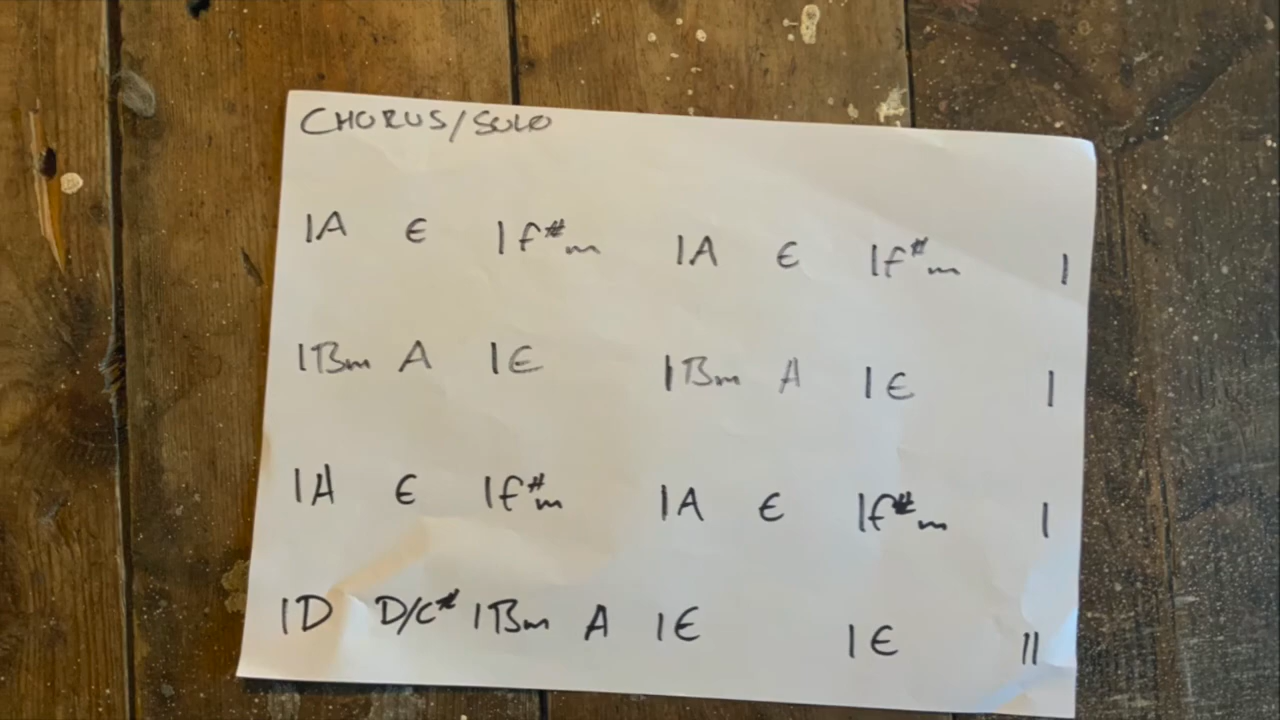 CHORUS/SOLO
|A E |F#m |A E |F#m |
|Bm A |E |Bm A |E |
|A E |F#m |A E |F#m |
|D D/C# |Bm A |E |E ||